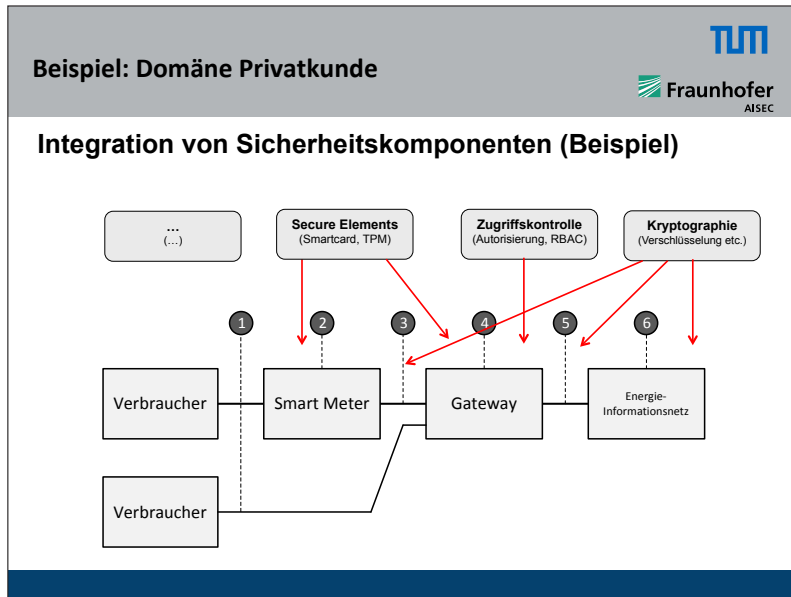 TUM
Beispiel: Domäne Privatkunde
Fraunhofer
AISEC
Integration von Sicherheitskomponenten (Beispiel)
...
(...)
Secure Elements
(Smartcard, TPM)
Zugriffskontrolle
(Autorisierung, RBAC)
Kryptographie
(Verschlüsselung etc.)
1
2
3
4
5
6
Verbraucher
Smart Meter
Gateway
Energie-
Informationsnetz
Verbraucher